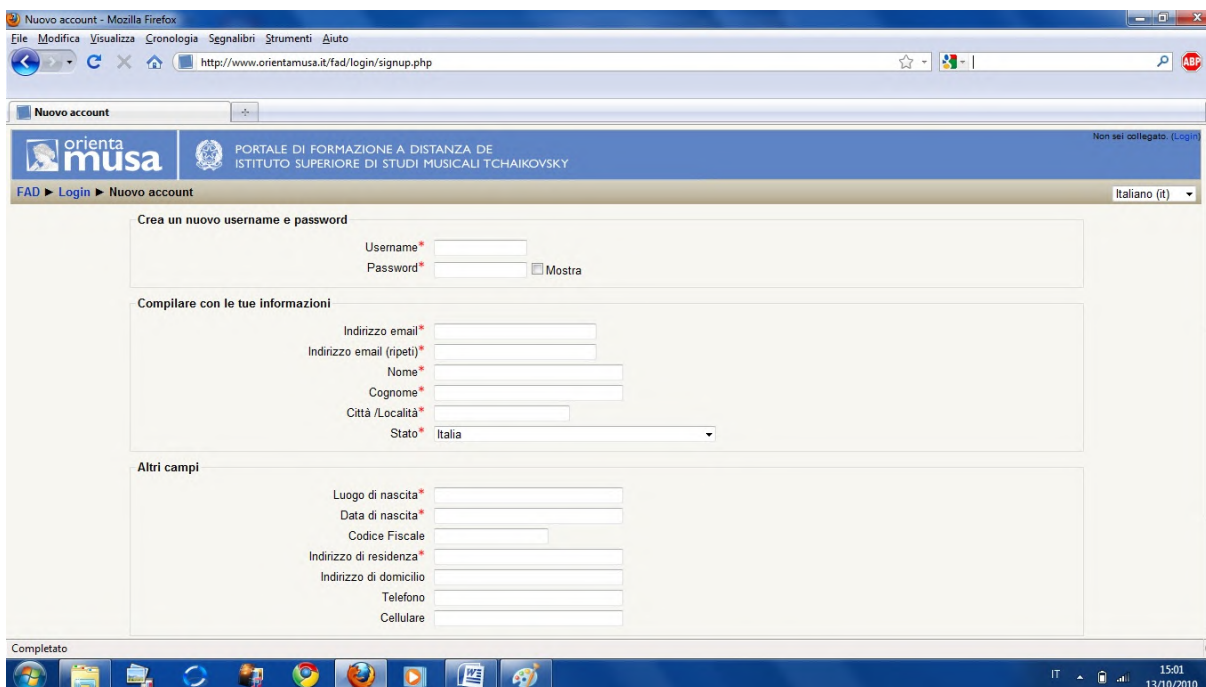 Nuovo account - Mozilla Firefox
File Modifica Visualizza Cronologia Segnalibri Strumenti Aiuto
http://www.orientamusa.it/fad/login/signup.php
ABP
Nuovo account
Non sei collegato. (Login)
orienta
musa
PORTALE DI FORMAZIONE A DISTANZA DE
ISTITUTO SUPERIORE DI STUDI MUSICALI TCHAIKOVSKY
FAD ► Login ► Nuovo account
Italiano (it)
Crea un nuovo username e password
Username*
Password* Mostra
Compilare con le tue informazioni
Indirizzo email*
Indirizzo email (ripeti)*
Nome*
Cognome*
Città /Località*
Stato* Italia
Altri campi
Luogo di nascita*
Data di nascita*
Codice Fiscale
Indirizzo di residenza*
Indirizzo di domicilio
Telefono
Cellulare
Completato
IT
15:01
13/10/2010